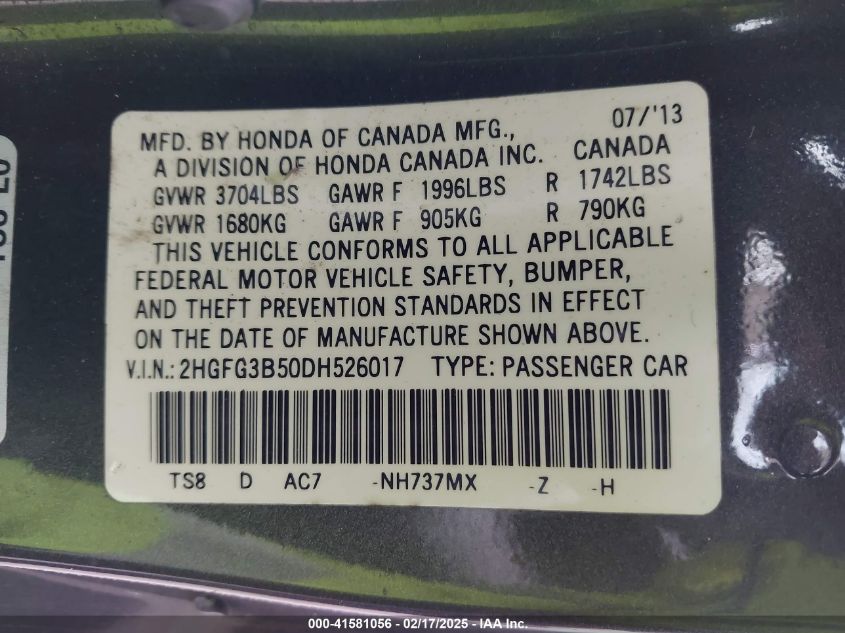 07/'13
MFD. BY HONDA OF CANADA MFG.,
A DIVISION OF HONDA CANADA INC. CANADA
GVWR 3704LBS GAWR F 1996LBS R 1742LBS
GVWR 1680KG GAWR F 905KG R 790KG
THIS VEHICLE CONFORMS TO ALL APPLICABLE
FEDERAL MOTOR VEHICLE SAFETY, BUMPER,
AND THEFT PREVENTION STANDARDS IN EFFECT
ON THE DATE OF MANUFACTURE SHOWN ABOVE.
V.I.N.: 2HGFG3B50DH526017 TYPE: PASSENGER CAR
TS8 D AC7 -NH737MX -Z -H
000-41581056 - 02/17/2025 - IAA Inc.